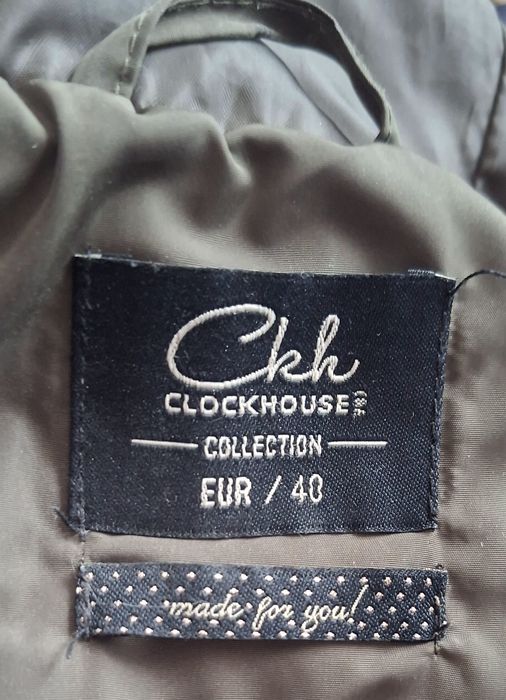 Ckh
CLOCKHOUSE C&A
COLLECTION
EUR / 40
made for you!